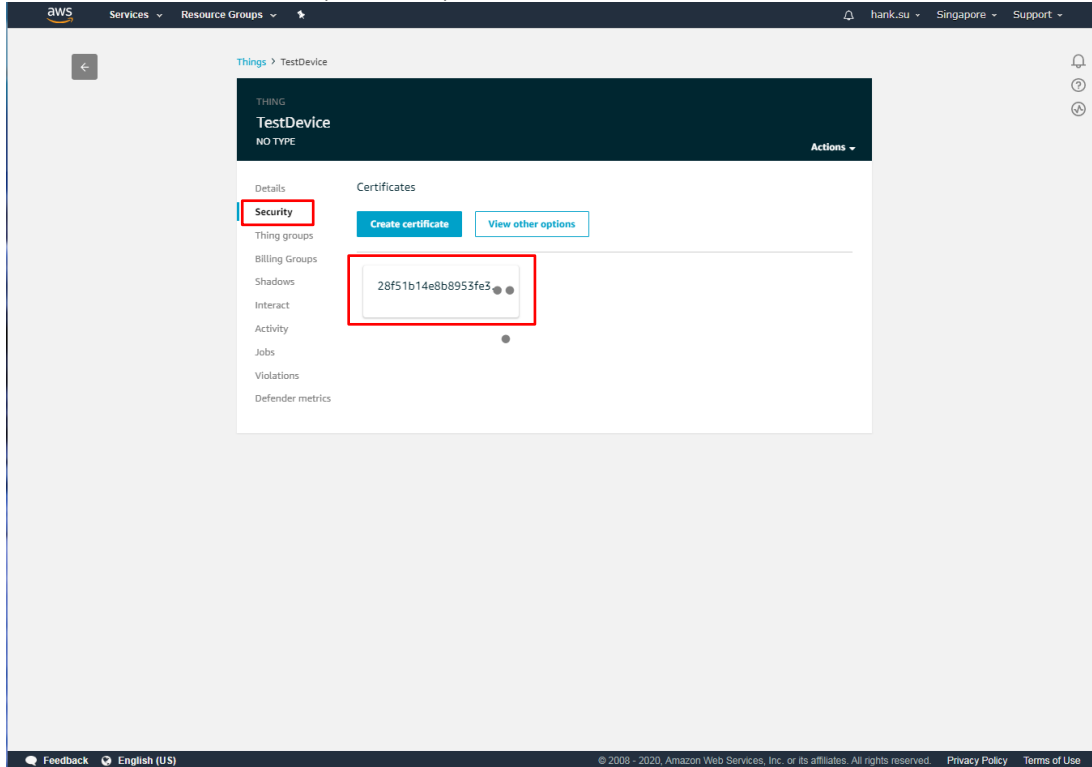 aws Services Resource Groups hank.su Singapore Support
Things > TestDevice
THING
TestDevice
NO TYPE
Actions
Details
Security
Thing groups
Billing Groups
Shadows
Interact
Activity
Jobs
Violations
Defender metrics
Certificates
Create certificate View other options
28f51b14e8b8953fe3...
Feedback English (US) © 2008 - 2020, Amazon Web Services, Inc. or its affiliates. All rights reserved. Privacy Policy Terms of Use